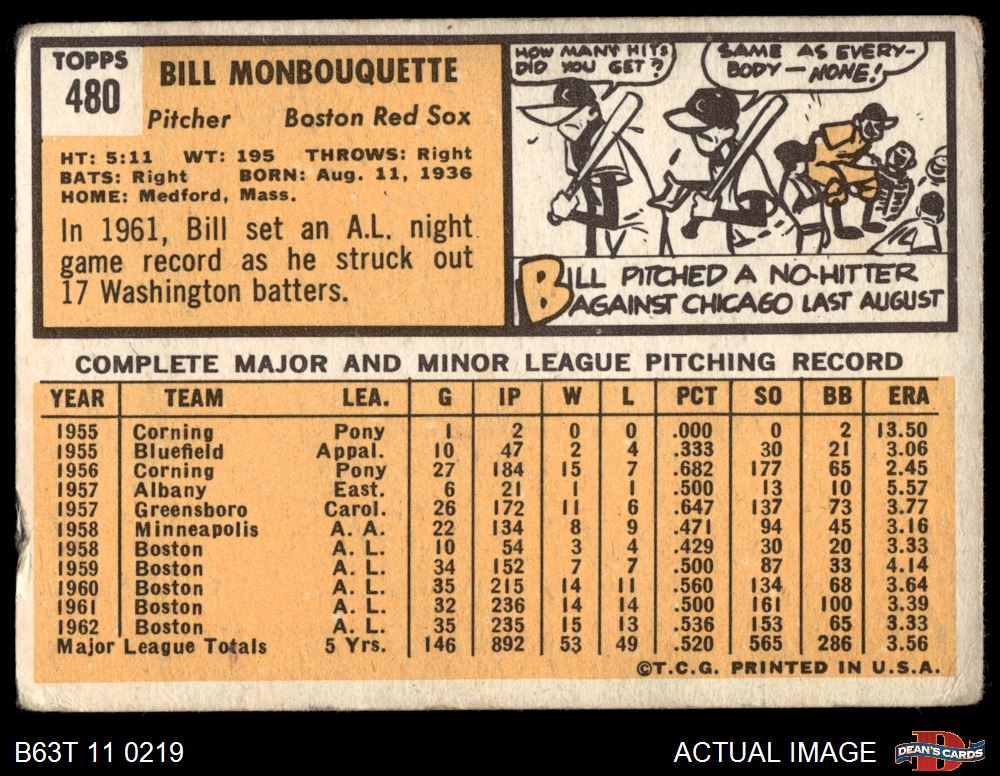 TOPPS
480
BILL MONBOUQUETTE
Pitcher Boston Red Sox
HT: 5:11 WT: 195 THROWS: Right
BATS: Right BORN: Aug. 11, 1936
HOME: Medford, Mass.
In 1961, Bill set an A.L. night
game record as he struck out
17 Washington batters.
HOW MANY HITS
DID YOU GET?
SAME AS EVERY-
BODY — NONE!
C
C
BILL PITCHED A NO-HITTER
AGAINST CHICAGO LAST AUGUST
COMPLETE MAJOR AND MINOR LEAGUE PITCHING RECORD
YEAR TEAM LEA. G IP W L PCT SO BB ERA
1955 Corning Pony 1 2 0 0 .000 0 2 13.50
1955 Bluefield Appal. 10 47 2 4 .333 30 21 3.06
1956 Corning Pony 27 184 15 7 .682 177 65 2.45
1957 Albany East. 6 21 1 1 .500 13 10 5.57
1957 Greensboro Carol. 26 172 11 6 .647 137 73 3.77
1958 Minneapolis A. A. 22 134 8 9 .471 94 45 3.16
1958 Boston A. L. 10 54 3 4 .429 30 20 3.33
1959 Boston A. L. 34 152 7 7 .500 87 33 4.14
1960 Boston A. L. 35 215 14 11 .560 134 68 3.64
1961 Boston A. L. 32 236 14 14 .500 161 100 3.39
1962 Boston A. L. 35 235 15 13 .536 153 65 3.33
Major League Totals 5 Yrs. 146 892 53 49 .520 565 286 3.56
©T.C.G. PRINTED IN U.S.A.
B63T 11 0219
ACTUAL IMAGE
D
DEAN'S CARDS